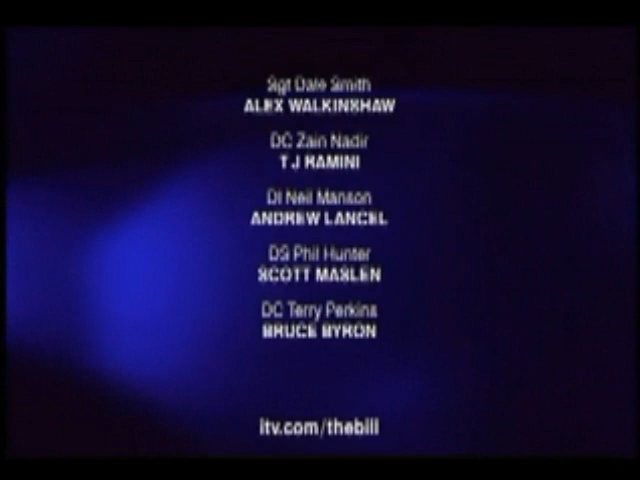 Sgt Dale Smith
ALEX WALKINSHAW
DC Zain Nadir
TJ RAMINI
DI Neil Manson
ANDREW LANCEL
DS Phil Hunter
SCOTT MASLEN
DC Terry Perkins
BRUCE BYRON
itv.com/thebill